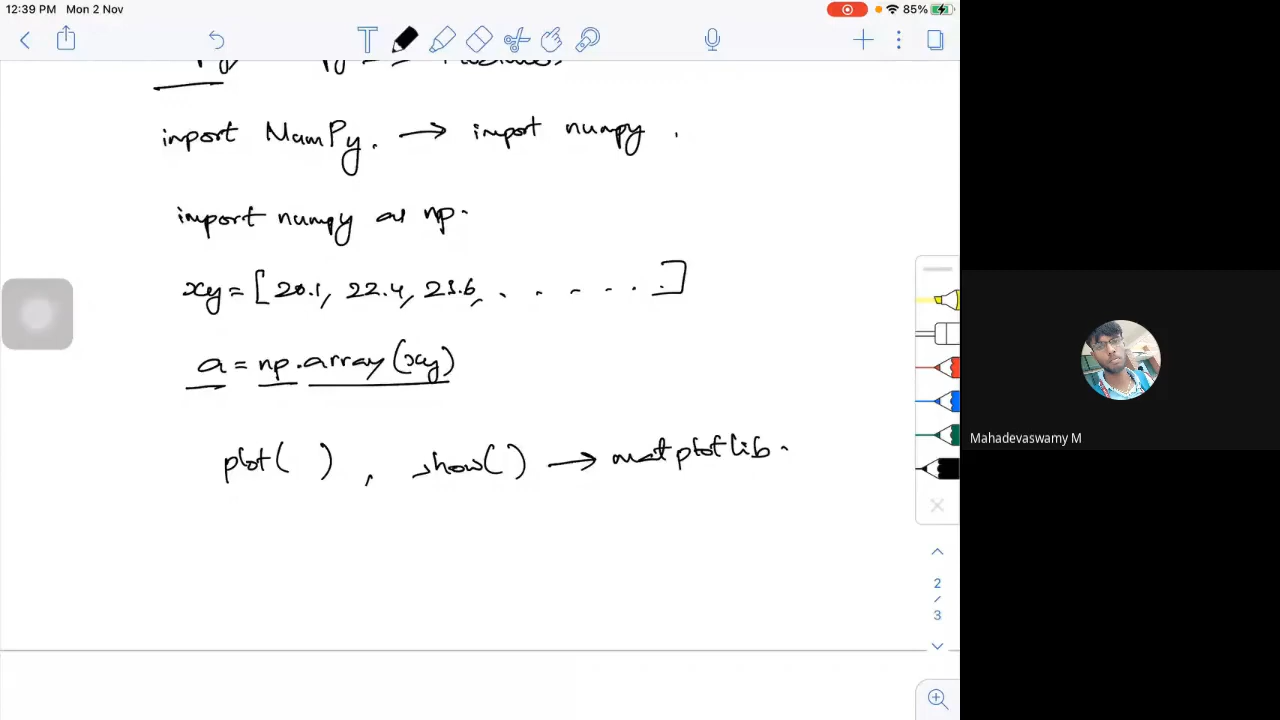 12:39 PM Mon 2 Nov
85%
import NamPy. → import numpy .
import numpy as np.
xy = [20.1, 22.4, 23.6, . . . . . . ]
a = np.array(xy)
plot( ) , show( ) → matplotlib.
Mahadevaswamy M
2
/
3